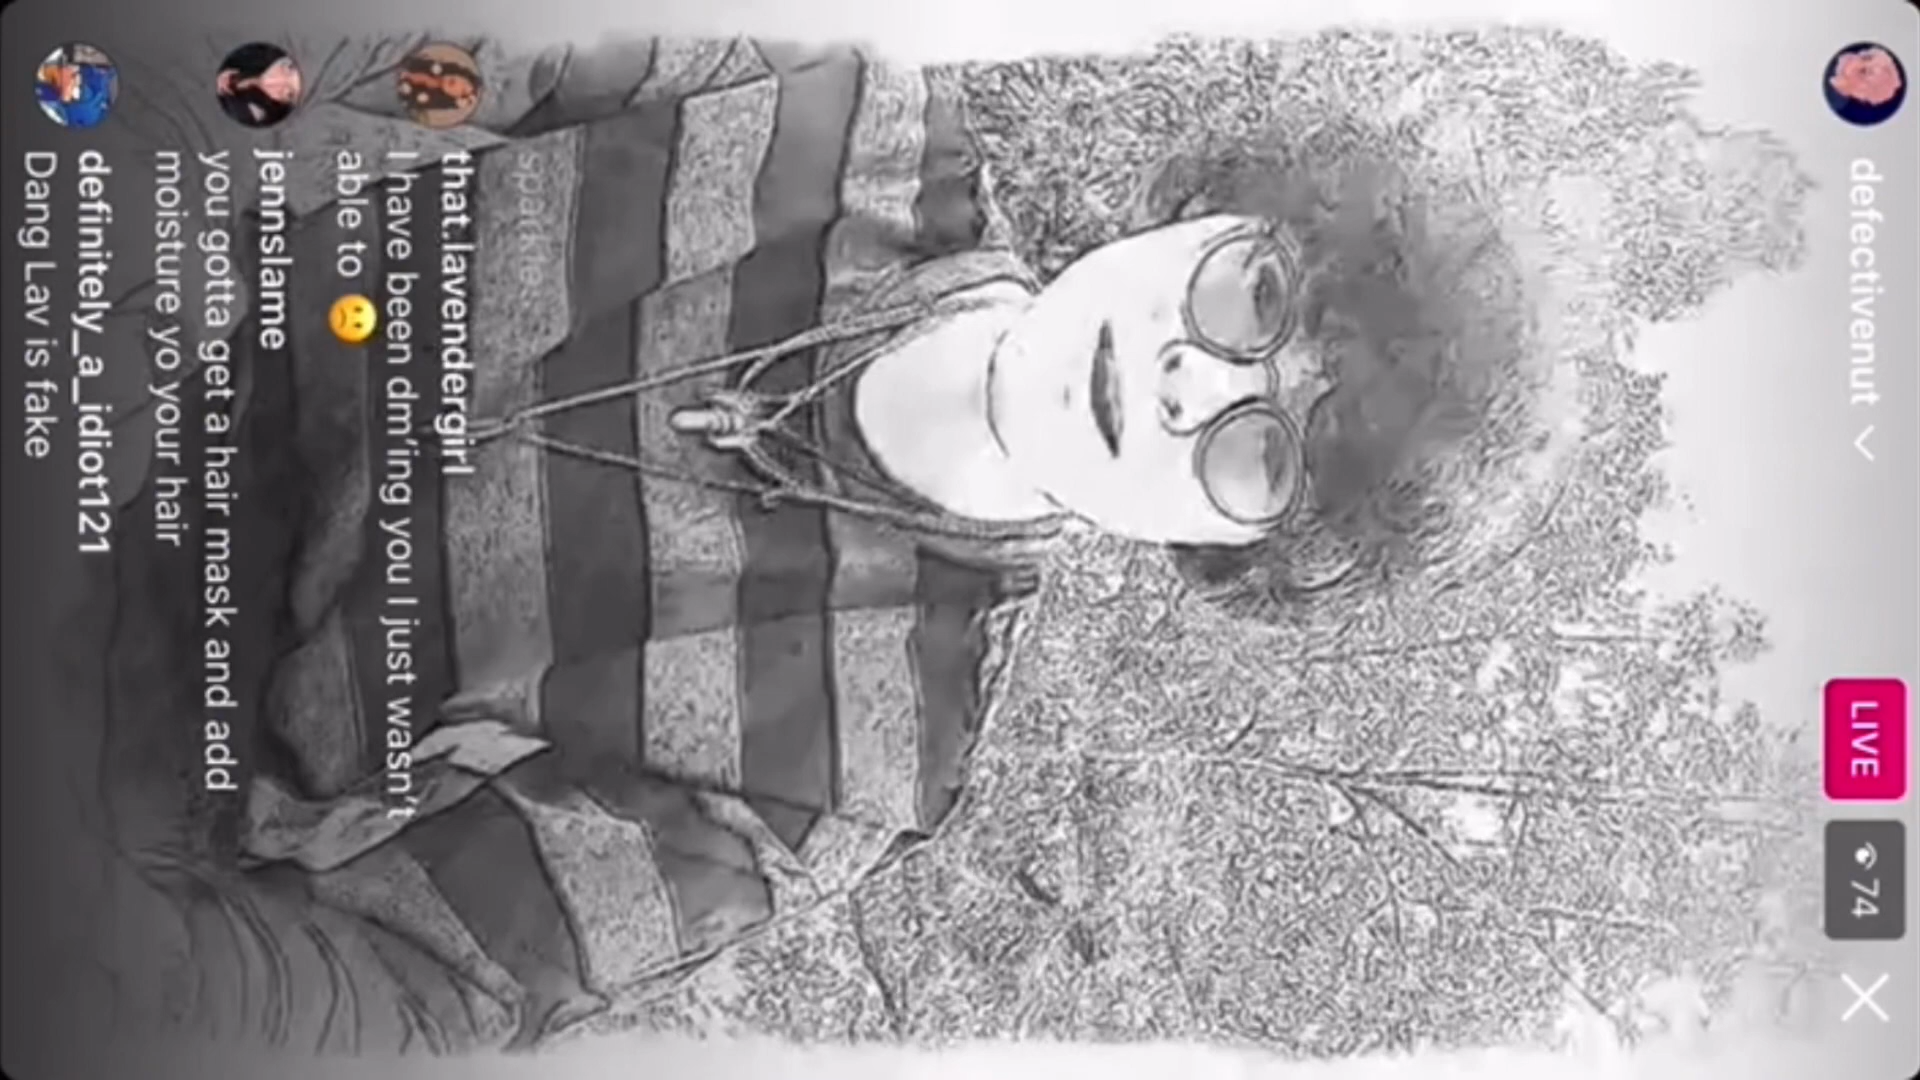 defectivenut
LIVE
74
sparkle
that.lavendergirl
I have been dm'ing you I just wasn't
able to 🙁
jennslame
you gotta get a hair mask and add
moisture yo your hair
definitely_a_idiot121
Dang Lav is fake